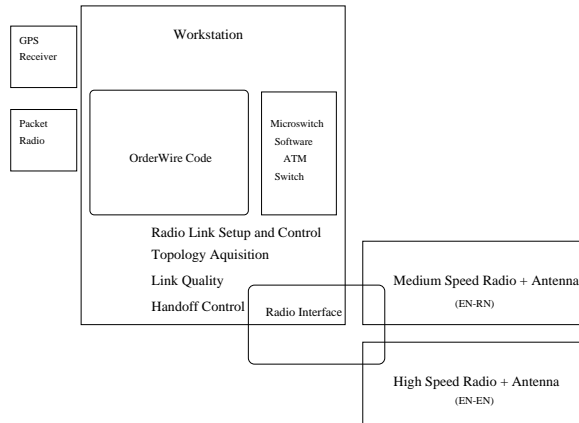 GPS
Receiver
Workstation
Packet
Radio
OrderWire Code
Microswitch
Software
ATM
Switch
Radio Link Setup and Control
Topology Aquisition
Link Quality
Handoff Control
Radio Interface
Medium Speed Radio + Antenna
(EN-RN)
High Speed Radio + Antenna
(EN-EN)